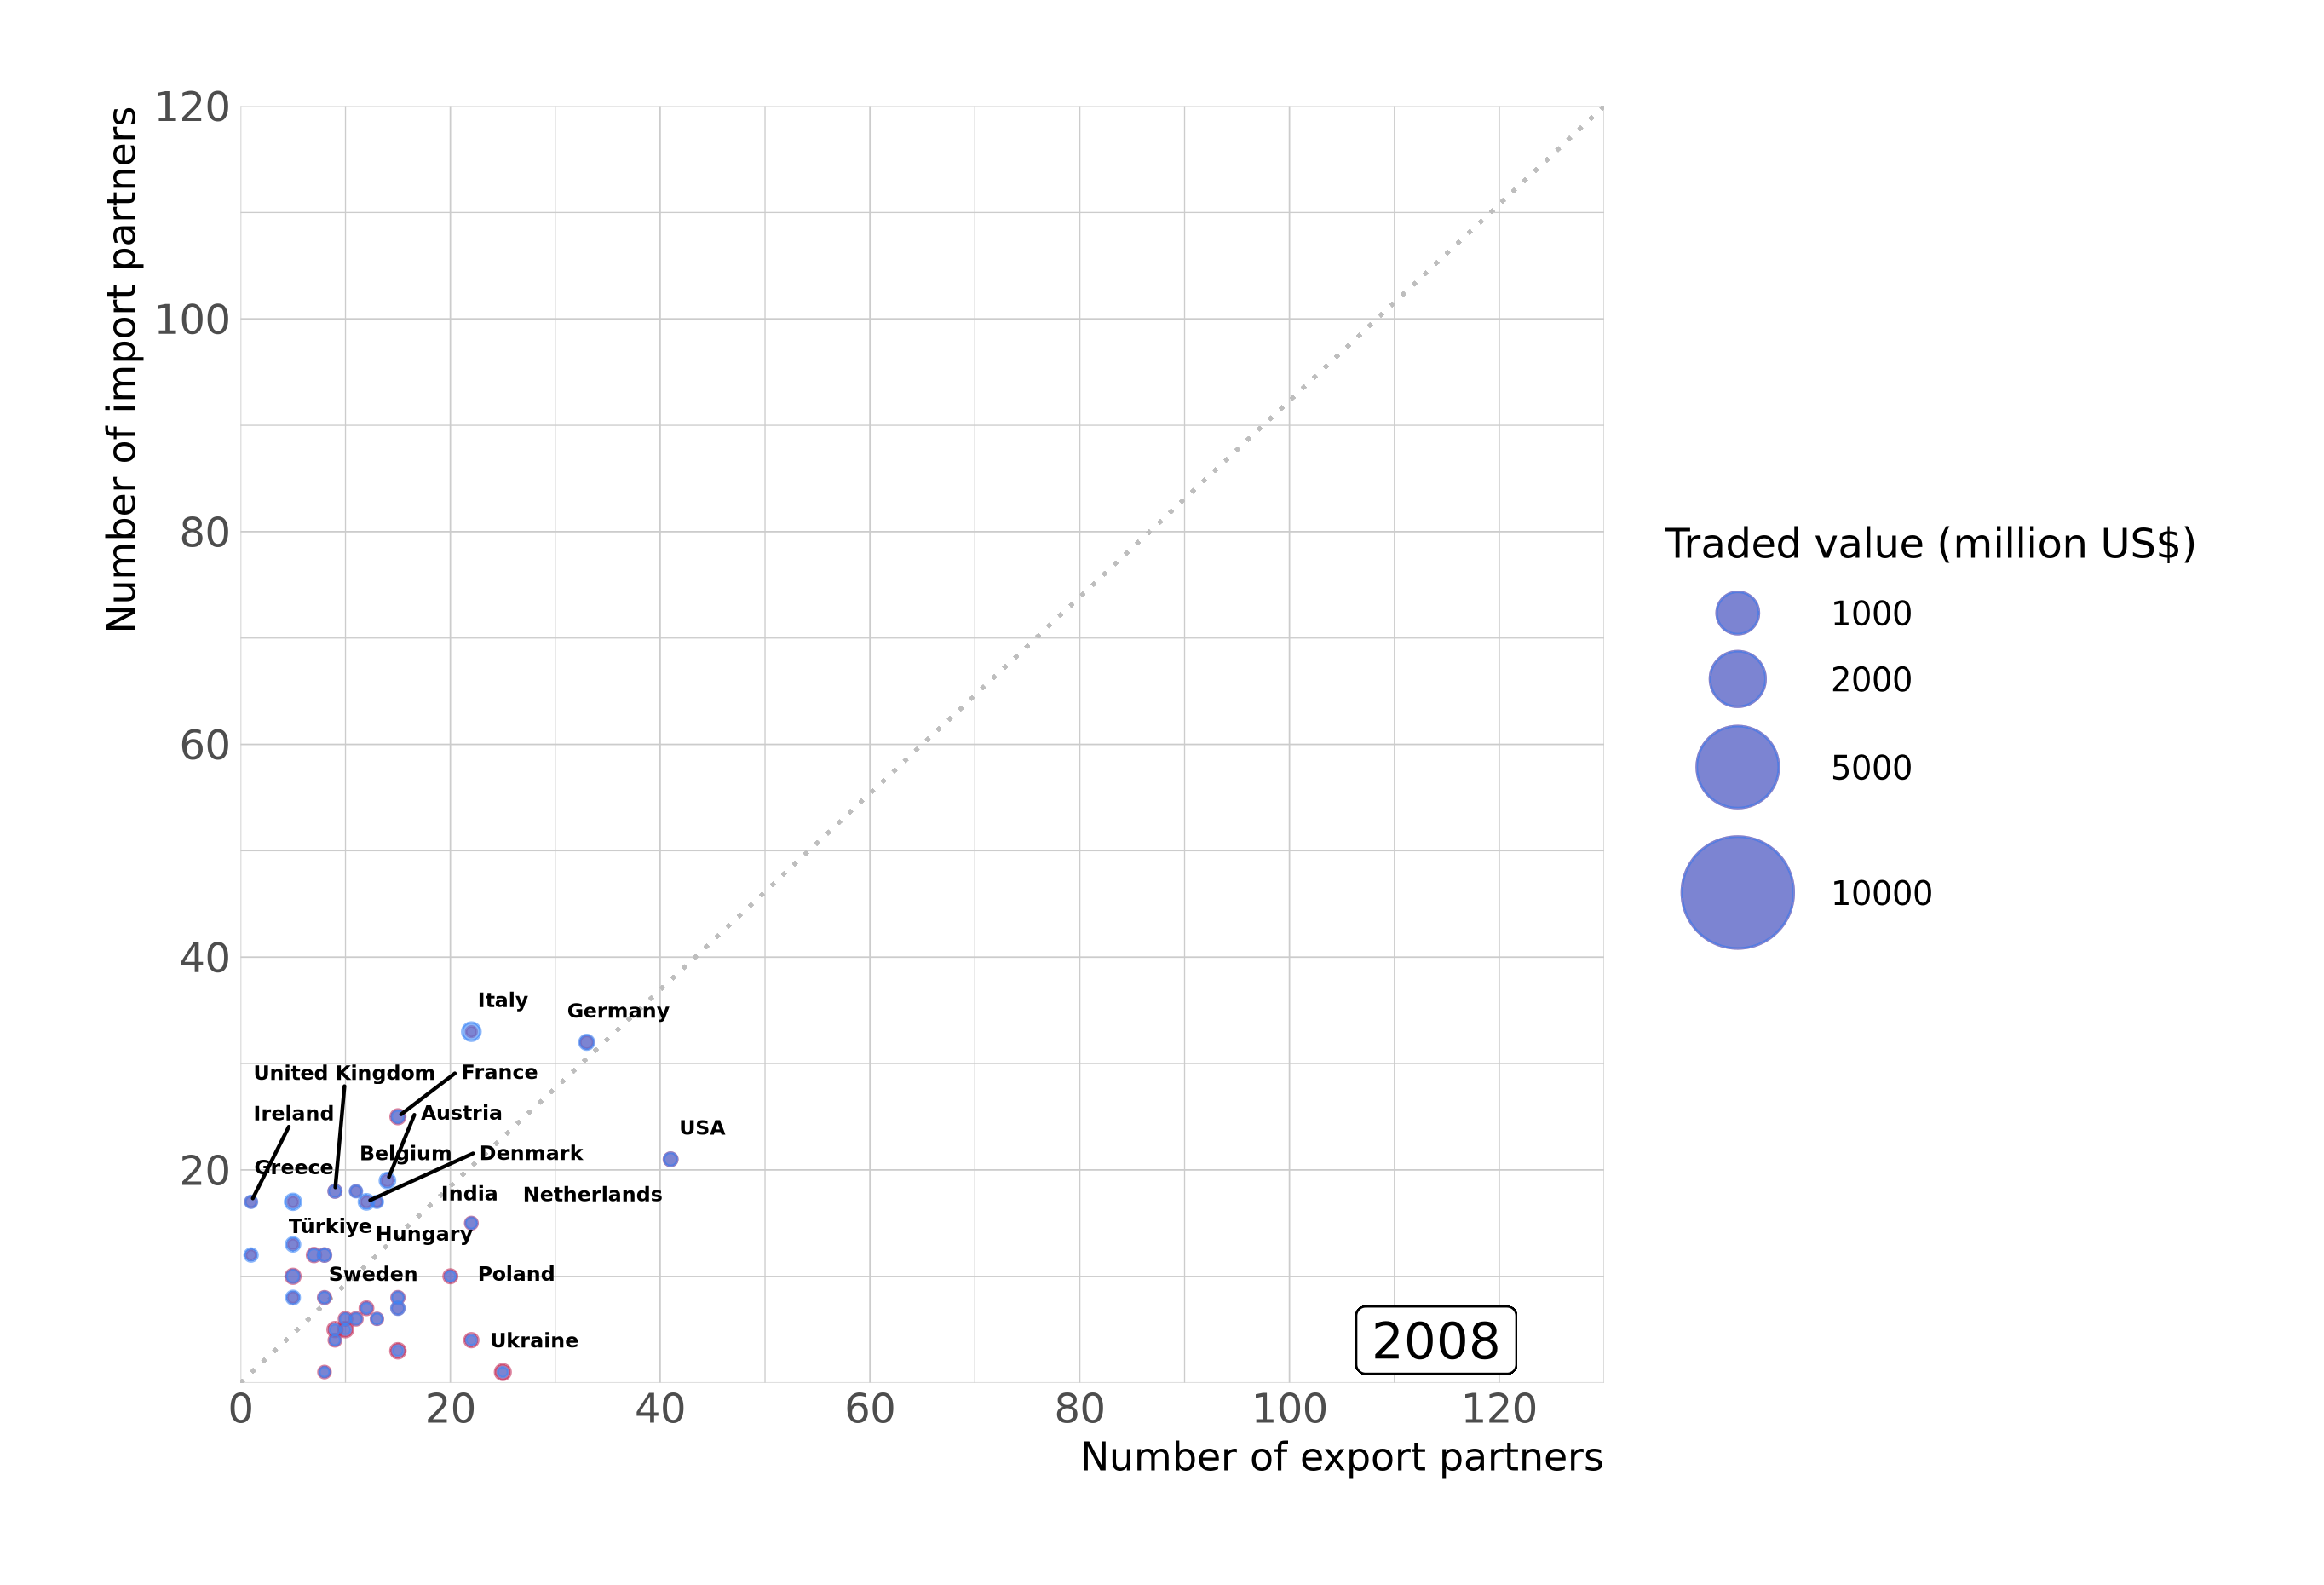 120
100
80
60
40
20
Number of import partners
Italy
Germany
United Kingdom
France
Ireland
Austria
USA
Belgium
Denmark
Greece
India
Netherlands
Türkiye
Hungary
Sweden
Poland
Ukraine
2008
0 20 40 60 80 100 120
Number of export partners
Traded value (million US$)
1000
2000
5000
10000